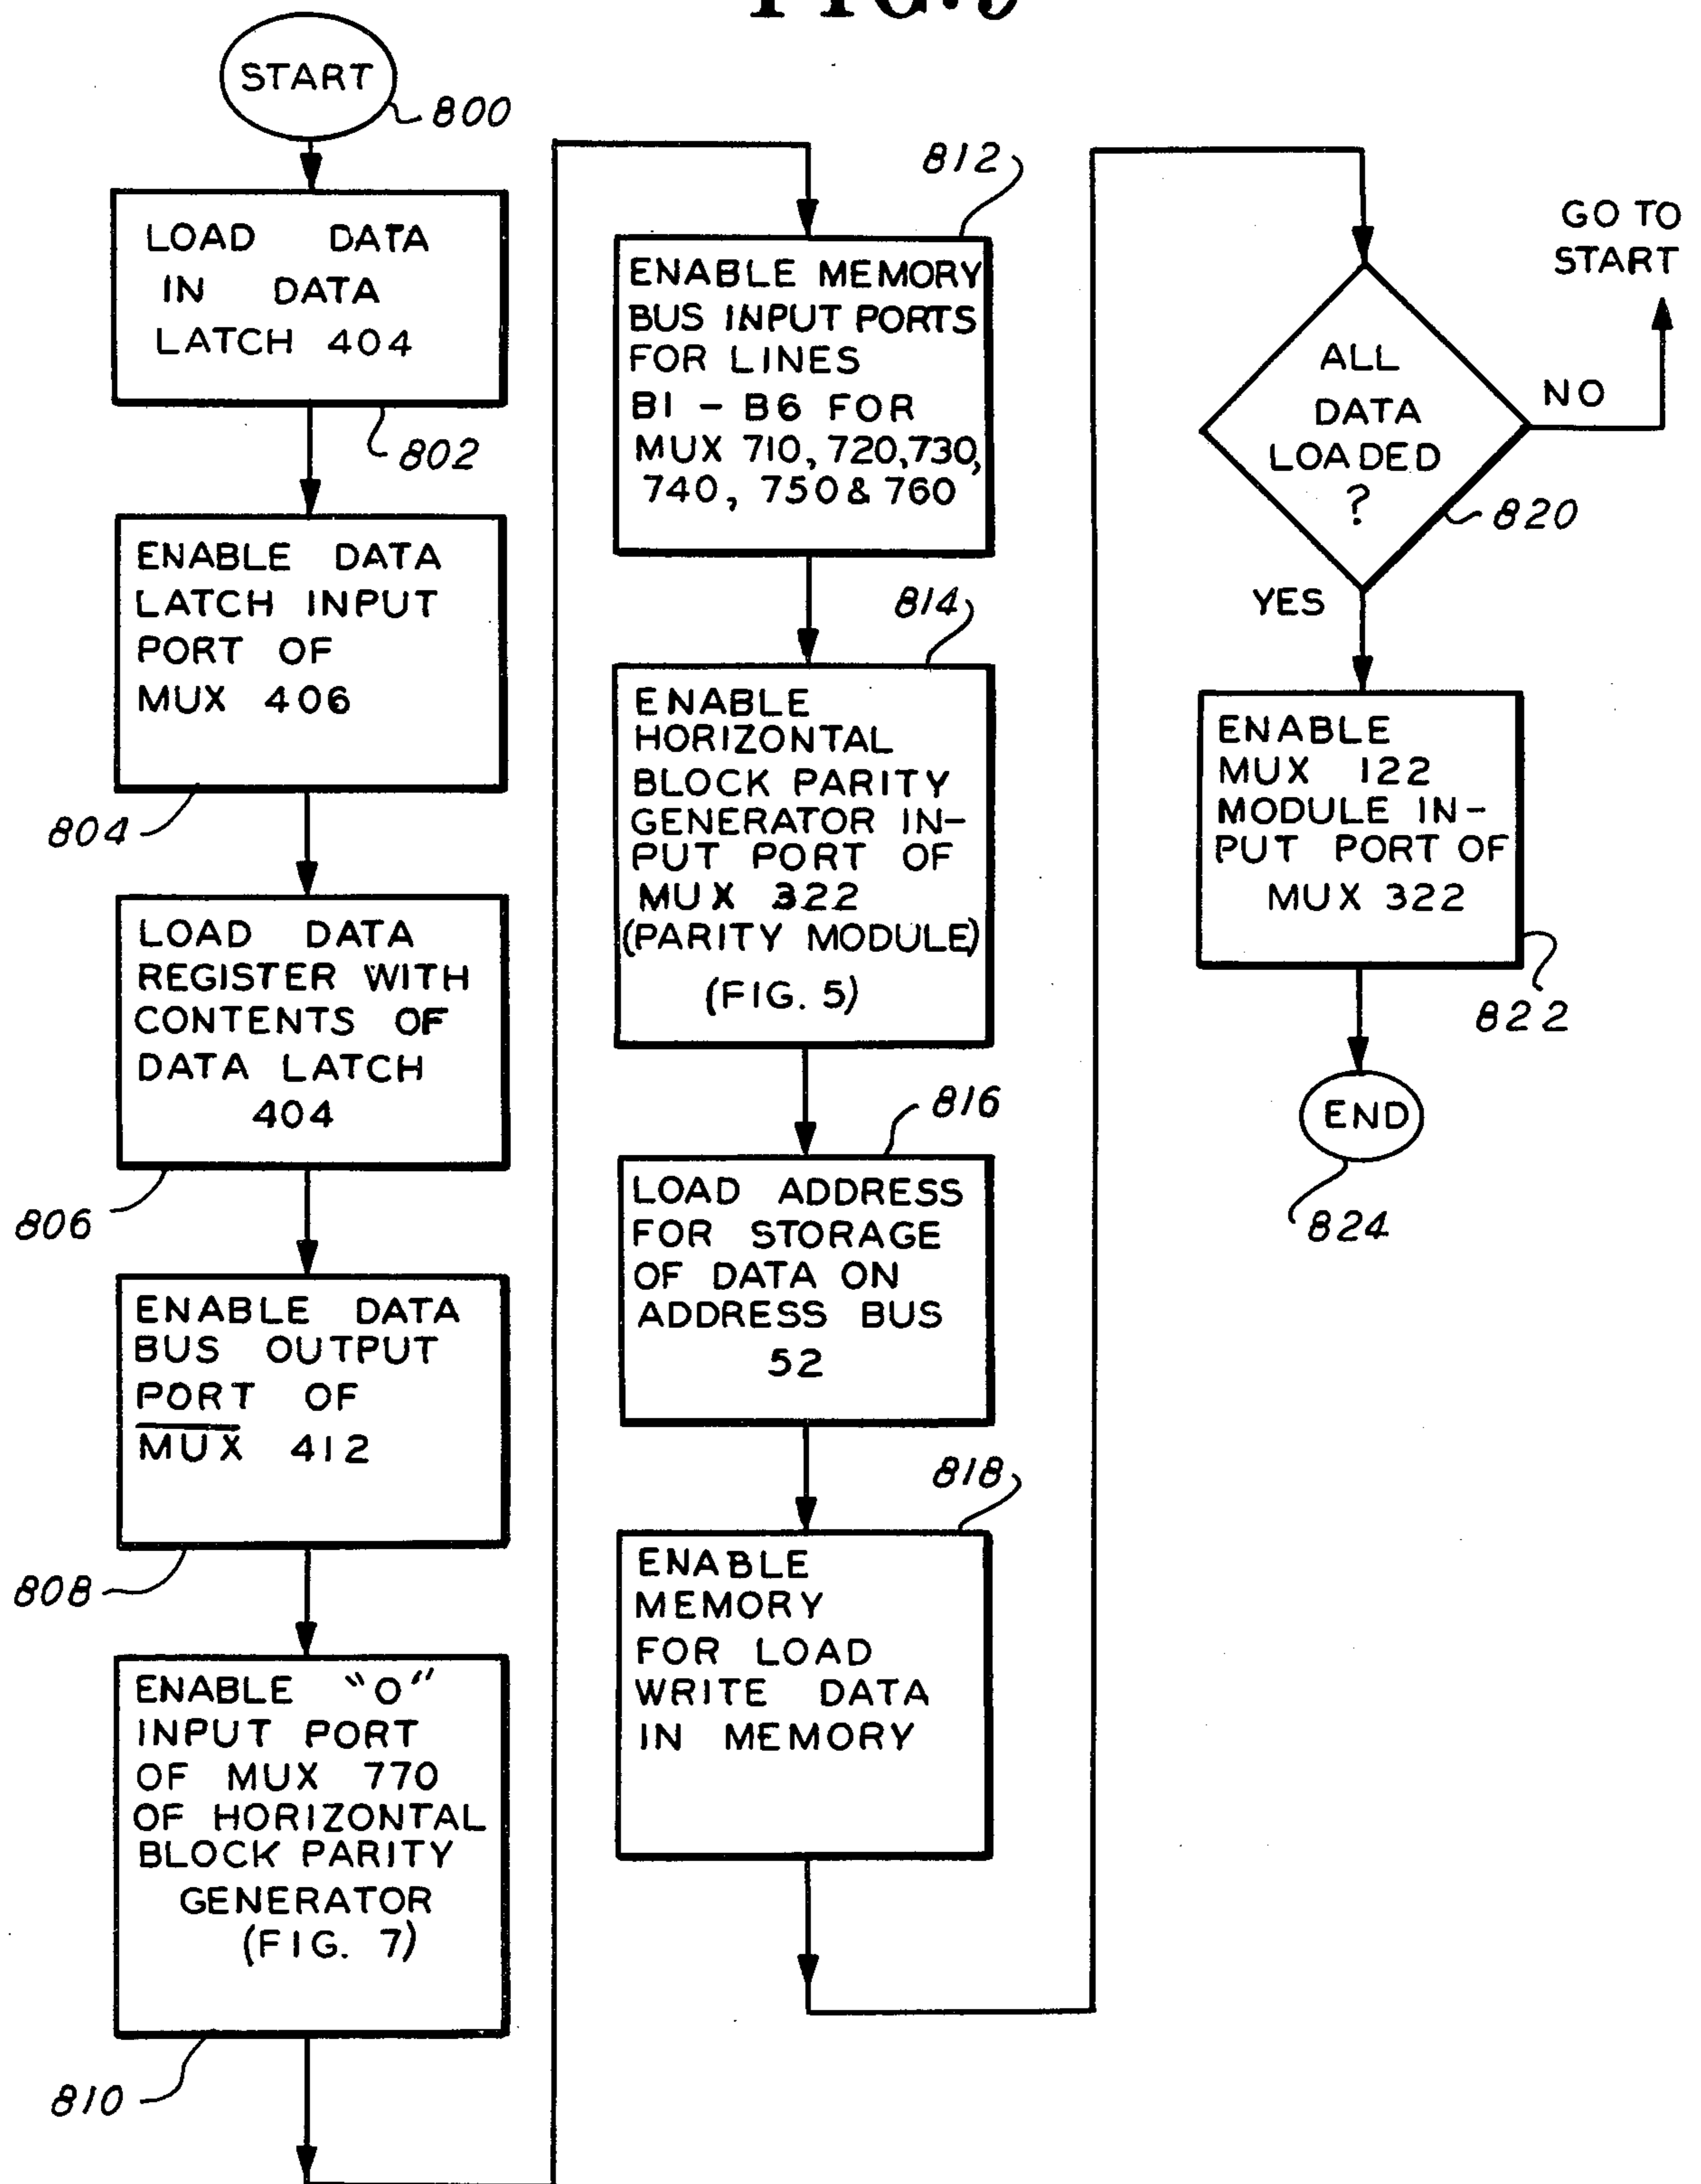 START
800
LOAD DATA
IN DATA
LATCH 404
802
ENABLE DATA
LATCH INPUT
PORT OF
MUX 406
804
LOAD DATA
REGISTER WITH
CONTENTS OF
DATA LATCH
404
806
ENABLE DATA
BUS OUTPUT
PORT OF
MUX 412
808
ENABLE "O"
INPUT PORT
OF MUX 770
OF HORIZONTAL
BLOCK PARITY
GENERATOR
(FIG. 7)
810
812
ENABLE MEMORY
BUS INPUT PORTS
FOR LINES
B1 - B6 FOR
MUX 710, 720, 730,
740, 750 & 760
814
ENABLE
HORIZONTAL
BLOCK PARITY
GENERATOR IN-
PUT PORT OF
MUX 322
(PARITY MODULE)
(FIG. 5)
816
LOAD ADDRESS
FOR STORAGE
OF DATA ON
ADDRESS BUS
52
818
ENABLE
MEMORY
FOR LOAD
WRITE DATA
IN MEMORY
GO TO
START
ALL
DATA
LOADED
?
NO
820
YES
ENABLE
MUX 122
MODULE IN-
PUT PORT OF
MUX 322
822
END
824